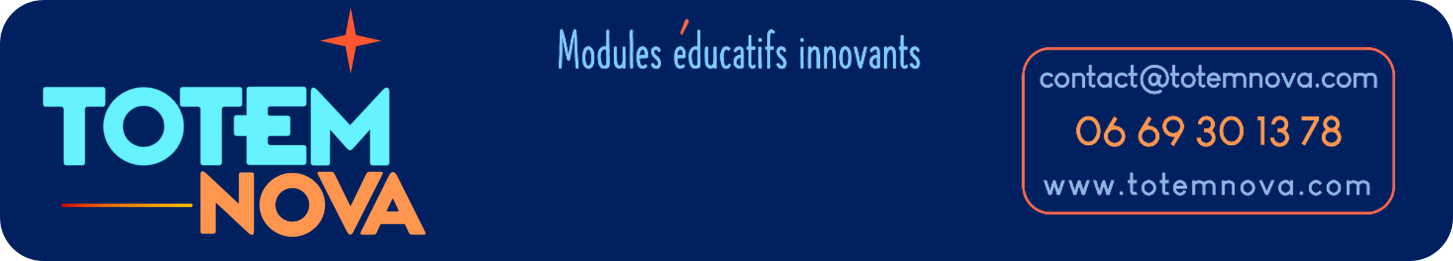 TOTEM
NOVA
Modules éducatifs innovants
contact@totemnova.com
06 69 30 13 78
www.totemnova.com